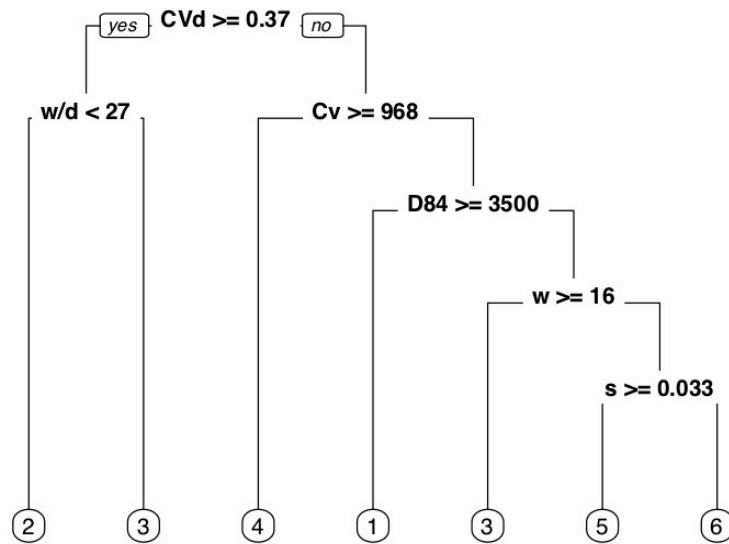 yes CVd >= 0.37 no
w/d < 27 Cv >= 968
D84 >= 3500
w >= 16
s >= 0.033
2 3 4 1 3 5 6